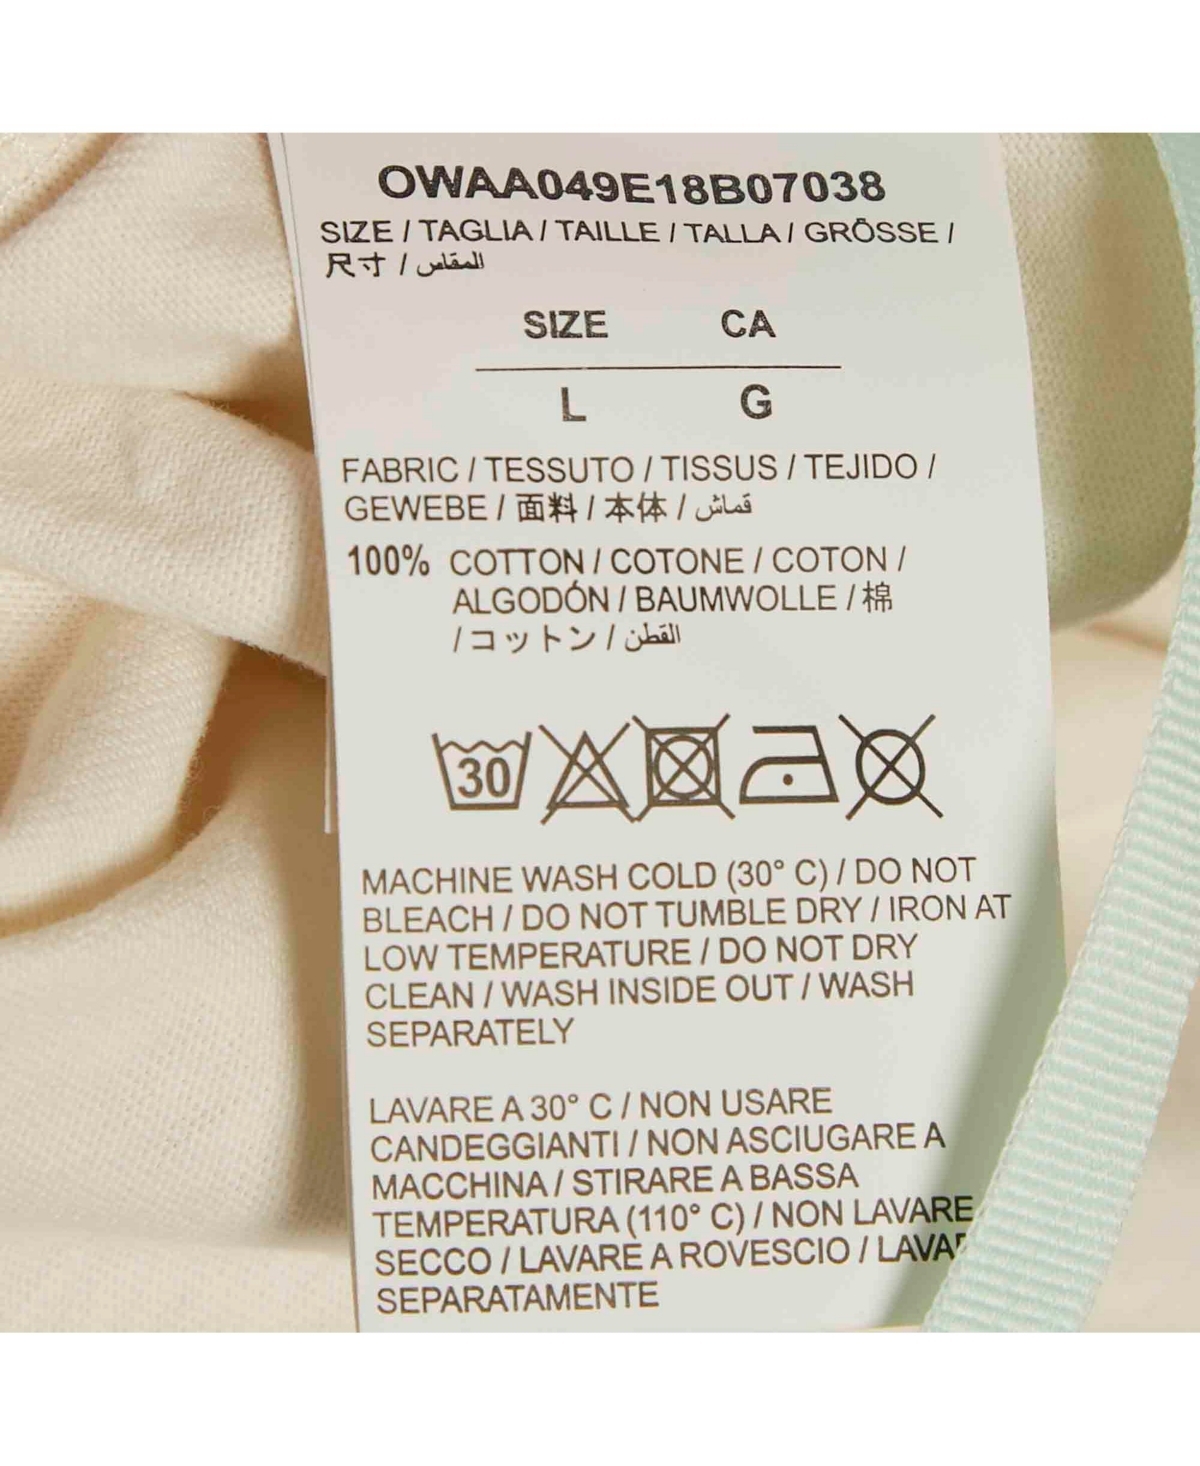 OWAA049E18B07038
SIZE / TAGLIA / TAILLE / TALLA / GRÖSSE /
尺寸 / المقاس
SIZE CA
L G
FABRIC / TESSUTO / TISSUS / TEJIDO /
GEWEBE / 面料 / 本体 / قماش
100% COTTON / COTONE / COTON /
ALGODÓN / BAUMWOLLE / 棉
/ コットン / القطن
30
MACHINE WASH COLD (30° C) / DO NOT
BLEACH / DO NOT TUMBLE DRY / IRON AT
LOW TEMPERATURE / DO NOT DRY
CLEAN / WASH INSIDE OUT / WASH
SEPARATELY
LAVARE A 30° C / NON USARE
CANDEGGIANTI / NON ASCIUGARE A
MACCHINA / STIRARE A BASSA
TEMPERATURA (110° C) / NON LAVARE
SECCO / LAVARE A ROVESCIO /
SEPARATAMENTE